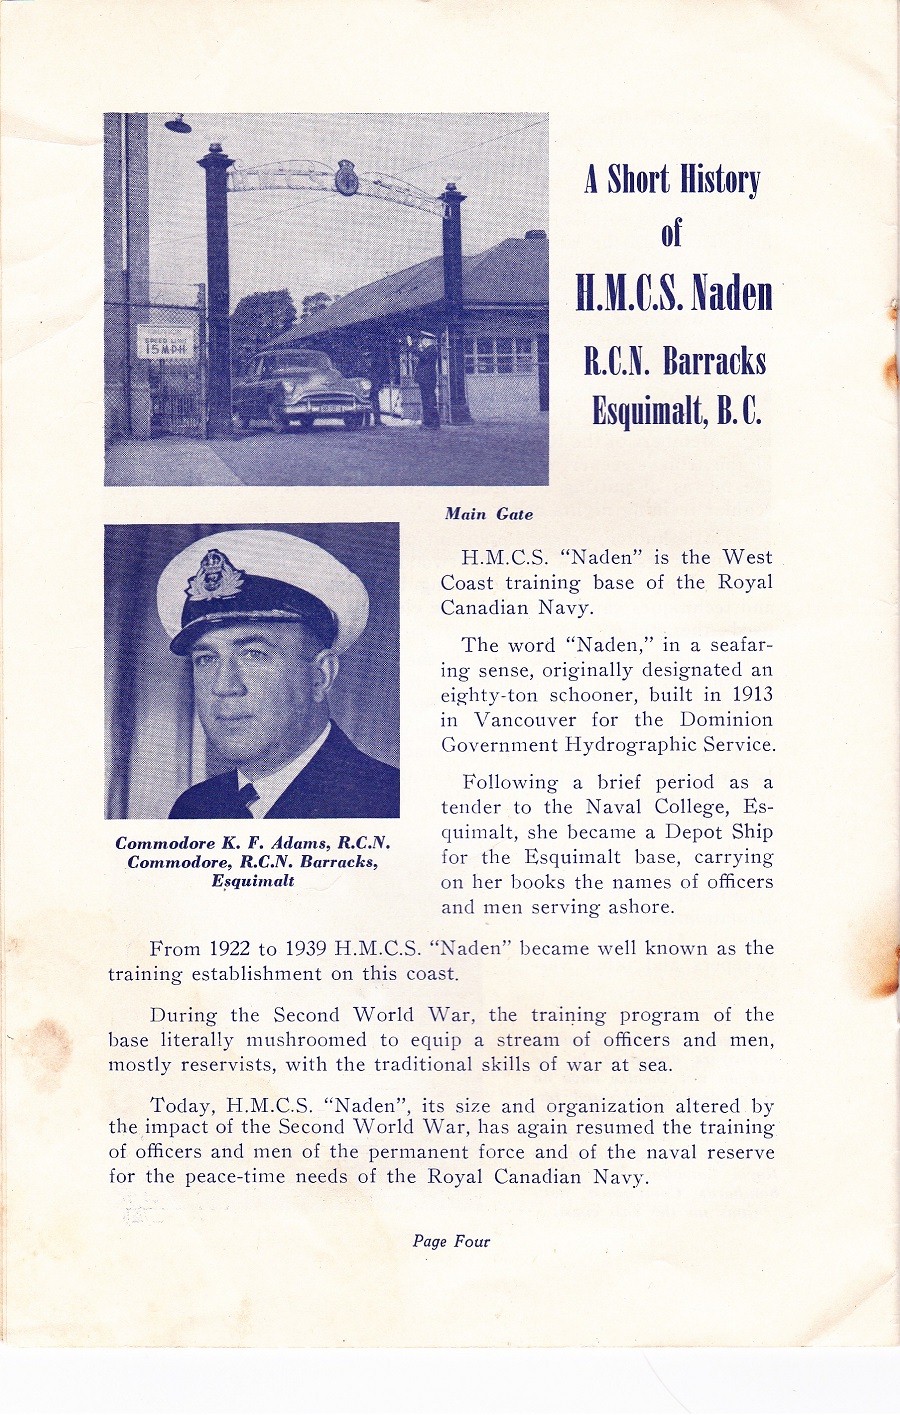 A Short History
of
H.M.C.S. Naden
R.C.N. Barracks
Esquimalt, B.C.
SPEED LIMIT
15 MPH
Main Gate
Commodore K. F. Adams, R.C.N.
Commodore, R.C.N. Barracks,
Esquimalt
H.M.C.S. “Naden” is the West
Coast training base of the Royal
Canadian Navy.
The word “Naden,” in a seafar-
ing sense, originally designated an
eighty-ton schooner, built in 1913
in Vancouver for the Dominion
Government Hydrographic Service.
Following a brief period as a
tender to the Naval College, Es-
quimalt, she became a Depot Ship
for the Esquimalt base, carrying
on her books the names of officers
and men serving ashore.
From 1922 to 1939 H.M.C.S. “Naden” became well known as the
training establishment on this coast.
During the Second World War, the training program of the
base literally mushroomed to equip a stream of officers and men,
mostly reservists, with the traditional skills of war at sea.
Today, H.M.C.S. “Naden”, its size and organization altered by
the impact of the Second World War, has again resumed the training
of officers and men of the permanent force and of the naval reserve
for the peace-time needs of the Royal Canadian Navy.
Page Four